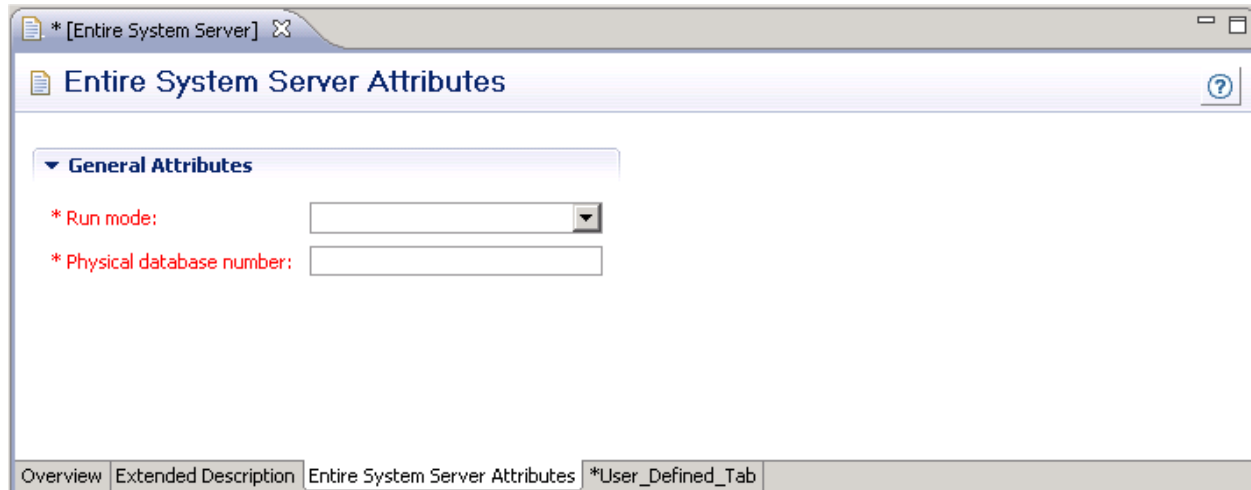 * [Entire System Server]
Entire System Server Attributes
General Attributes
* Run mode:
* Physical database number:
Overview Extended Description Entire System Server Attributes *User_Defined_Tab